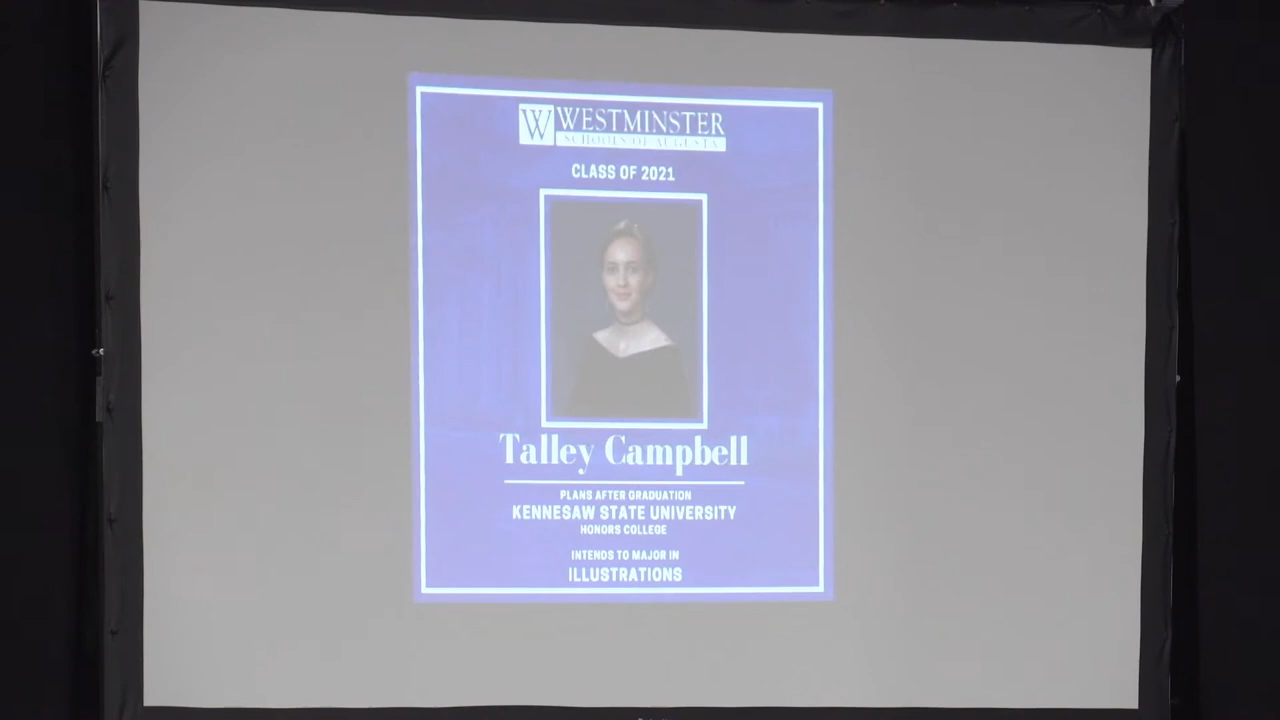 W WESTMINSTER
SCHOOLS OF AUGUSTA
CLASS OF 2021
Talley Campbell
PLANS AFTER GRADUATION
KENNESAW STATE UNIVERSITY
HONORS COLLEGE
INTENDS TO MAJOR IN
ILLUSTRATIONS